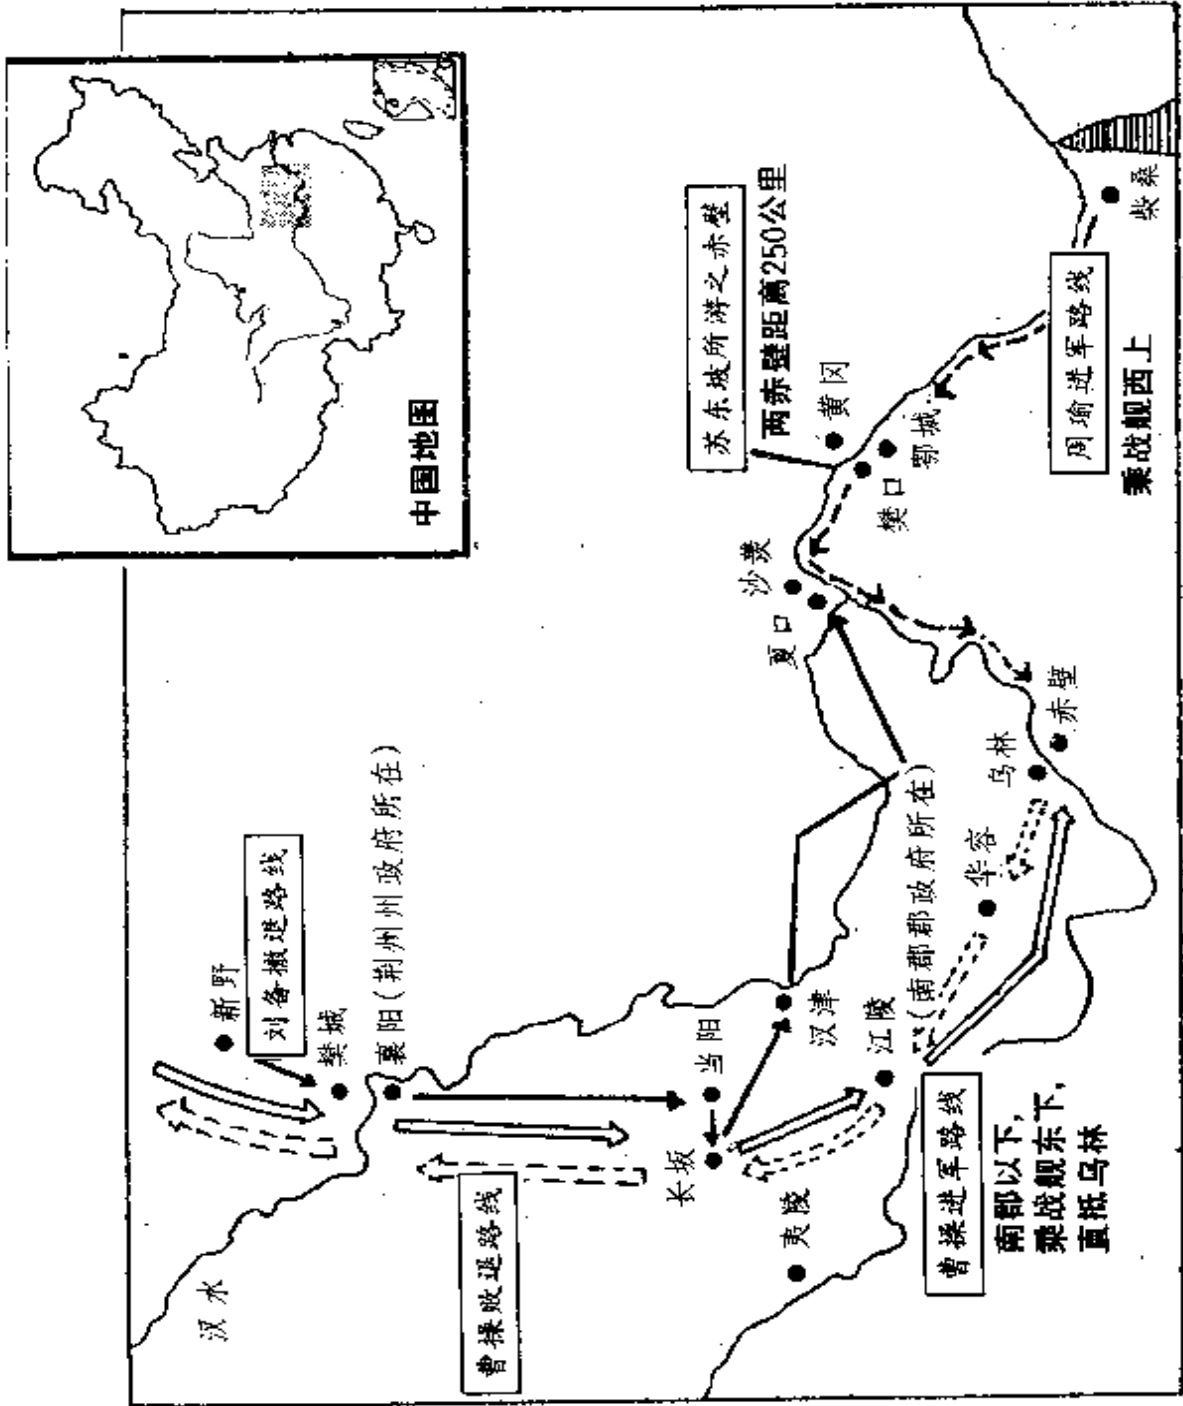 中国地图
汉水
新野
刘备撤退路线
樊城
襄阳(荆州州政府所在)
曹操败退路线
长坂
当阳
夷陵
汉津
江陵
(南郡郡政府所在)
曹操进军路线
南郡以下,
乘战舰东下,
直抵乌林
华容
乌林
赤壁
夏口
沙羡
苏东坡所游之赤壁
两赤壁距离250公里
黄冈
樊口
鄂城
周瑜进军路线
乘战舰西上
柴桑